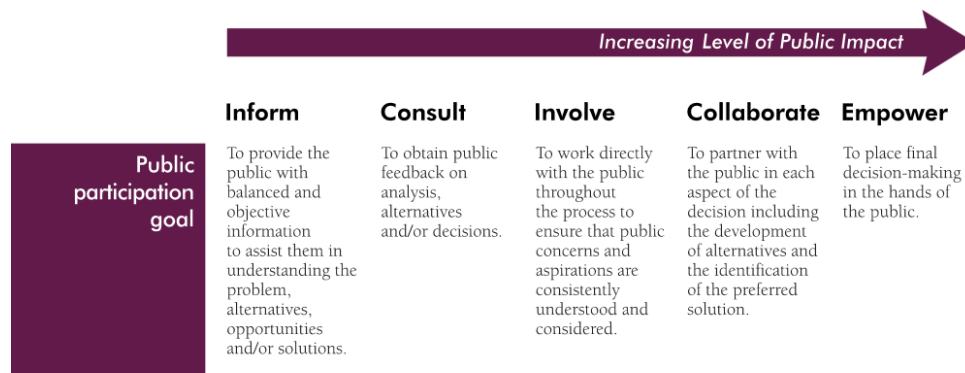 Increasing Level of Public Impact
Inform
Consult
Involve
Collaborate
Empower
Public
participation
goal
To provide the
public with
balanced and
objective
information
to assist them in
understanding the
problem,
alternatives,
opportunities
and/or solutions.
To obtain public
feedback on
analysis,
alternatives
and/or decisions.
To work directly
with the public
throughout
the process to
ensure that public
concerns and
aspirations are
consistently
understood and
considered.
To partner with
the public in each
aspect of the
decision including
the development
of alternatives and
the identification
of the preferred
solution.
To place final
decision-making
in the hands of
the public.